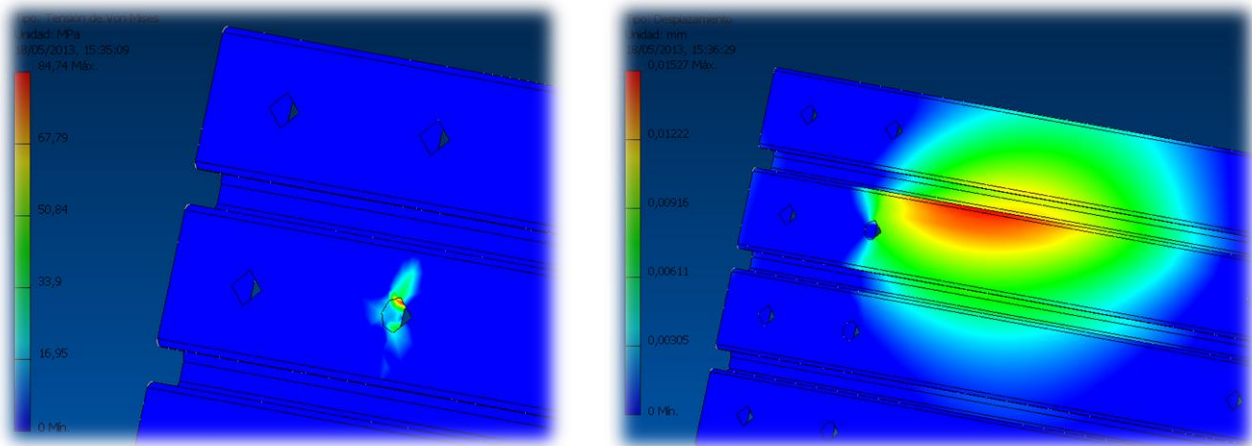 Tipo: Tensión de Von Mises
Unidad: MPa
18/05/2013, 15:35:09
84,74 Máx.
67,79
50,84
33,9
16,95
0 Mín.
Tipo: Desplazamiento
Unidad: mm
18/05/2013, 15:36:29
0,01527 Máx.
0,01222
0,00916
0,00611
0,00305
0 Mín.